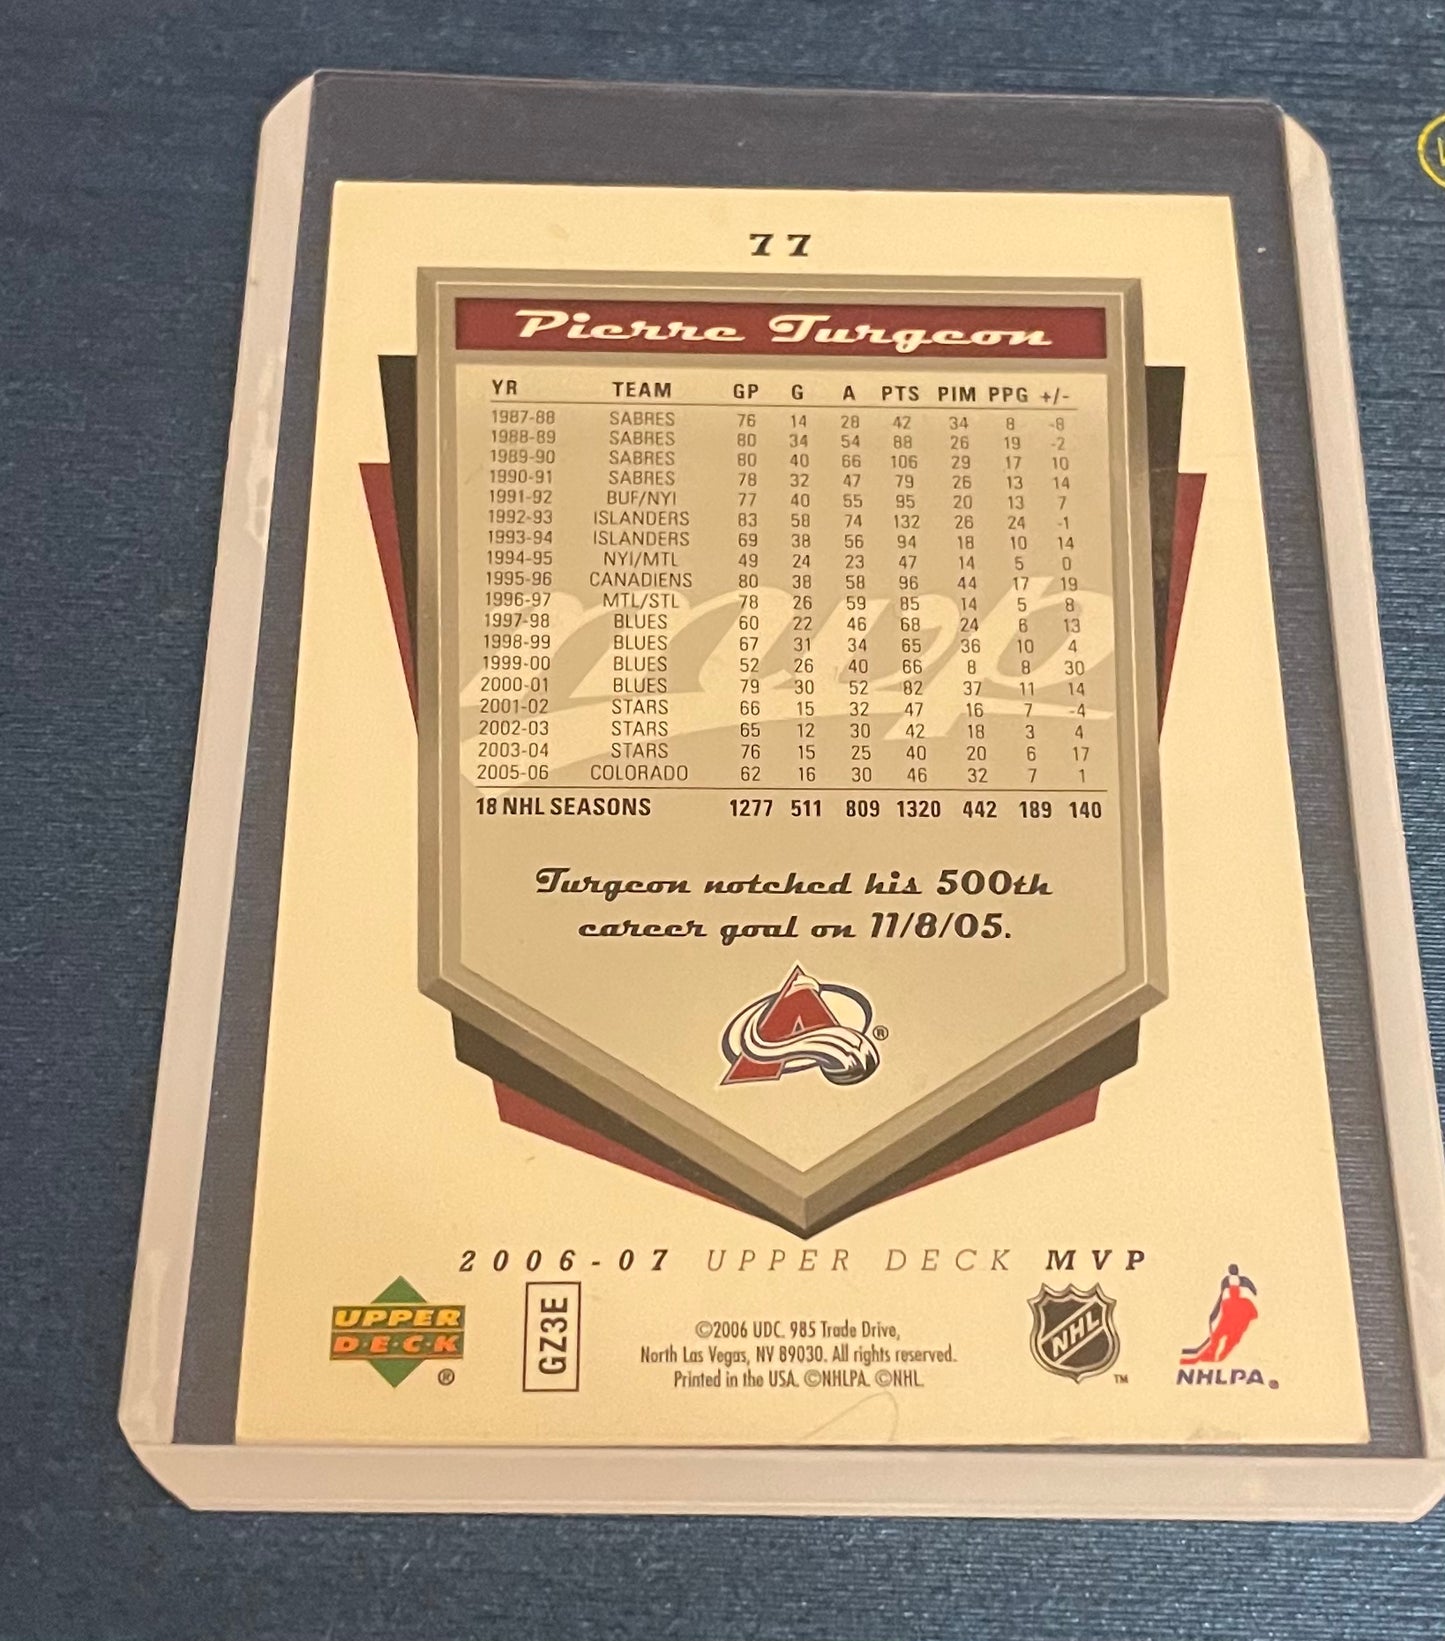 77
Pierre Turgeon
YR TEAM GP G A PTS PIM PPG +/-
1987-88 SABRES 76 14 28 42 34 8 -8
1988-89 SABRES 80 34 54 88 26 19 -2
1989-90 SABRES 80 40 66 106 29 17 10
1990-91 SABRES 78 32 47 79 26 13 14
1991-92 BUF/NYI 77 40 55 95 20 13 7
1992-93 ISLANDERS 83 58 74 132 26 24 -1
1993-94 ISLANDERS 69 38 56 94 18 10 14
1994-95 NYI/MTL 49 24 23 47 14 5 0
1995-96 CANADIENS 80 38 58 96 44 17 19
1996-97 MTL/STL 78 26 59 85 14 5 8
1997-98 BLUES 60 22 46 68 24 6 13
1998-99 BLUES 67 31 34 65 36 10 4
1999-00 BLUES 52 26 40 66 8 8 30
2000-01 BLUES 79 30 52 82 37 11 14
2001-02 STARS 66 15 32 47 16 7 -4
2002-03 STARS 65 12 30 42 18 3 4
2003-04 STARS 76 15 25 40 20 6 17
2005-06 COLORADO 62 16 30 46 32 7 1
18 NHL SEASONS 1277 511 809 1320 442 189 140
mvp
Turgeon notched his 500th
career goal on 11/8/05.
A ®
2006-07 UPPER DECK MVP
UPPER
D·E·C·K ®
GZ3E
©2006 UDC. 985 Trade Drive,
North Las Vegas, NV 89030. All rights reserved.
Printed in the USA. ©NHLPA. ©NHL.
NHL ™
NHLPA®